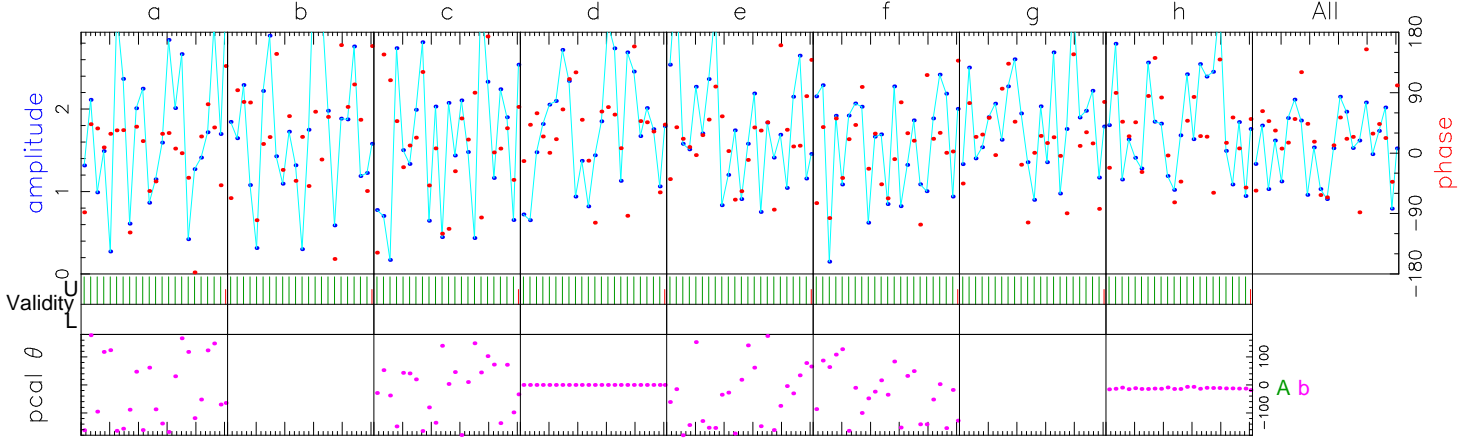 a b c d e f g h All
amplitude
0 1 2
180 90 0 −90 −180
phase
Validity U L
pcal θ
100 0 −100
A b